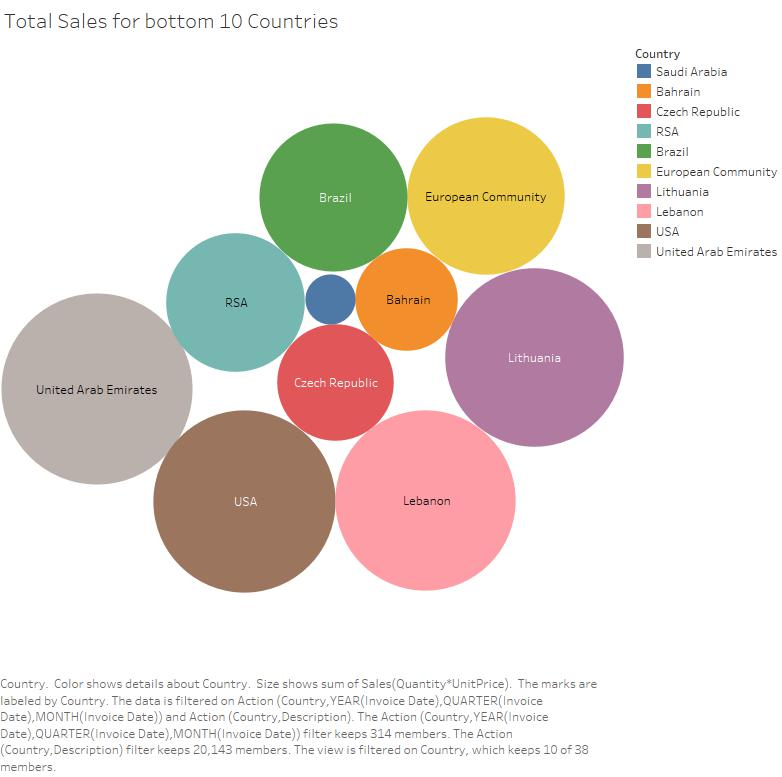 Total Sales for bottom 10 Countries
Country
Saudi Arabia
Bahrain
Czech Republic
RSA
Brazil
European Community
Lithuania
Lebanon
USA
United Arab Emirates
Brazil
European Community
RSA
Bahrain
Lithuania
Czech Republic
United Arab Emirates
USA
Lebanon
Country.  Color shows details about Country.  Size shows sum of Sales(Quantity*UnitPrice).  The marks are
labeled by Country. The data is filtered on Action (Country,YEAR(Invoice Date),QUARTER(Invoice
Date),MONTH(Invoice Date)) and Action (Country,Description). The Action (Country,YEAR(Invoice
Date),QUARTER(Invoice Date),MONTH(Invoice Date)) filter keeps 314 members. The Action
(Country,Description) filter keeps 20,143 members. The view is filtered on Country, which keeps 10 of 38
members.